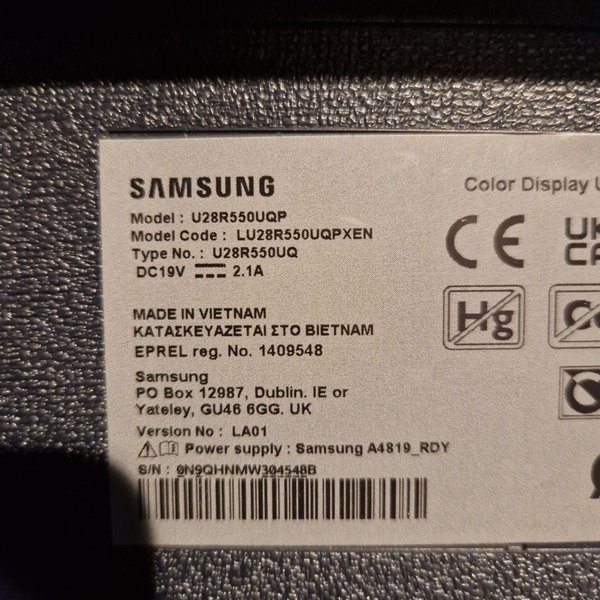 SAMSUNG
Color Display U
Model : U28R550UQP
Model Code : LU28R550UQPXEN
Type No. : U28R550UQ
DC19V 2.1A
CE
UK
CA
Hg
MADE IN VIETNAM
ΚΑΤΑΣΚΕΥΑΖΕΤΑΙ ΣΤΟ ΒΙΕΤΝΑΜ
EPREL reg. No. 1409548
Samsung
PO Box 12987, Dublin. IE or
Yateley, GU46 6GG. UK
Version No : LA01
Power supply : Samsung A4819_RDY
S/N : 0N9QHNMW304548B